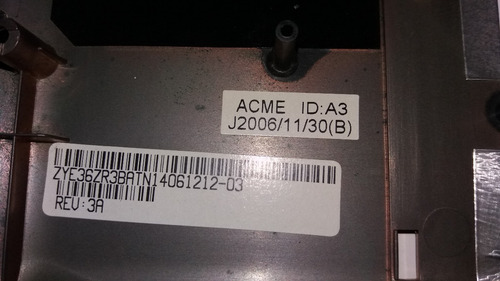 ACME ID:A3
J2006/11/30(B)
ZYE36ZR3BATN14061212-03
REV:3A